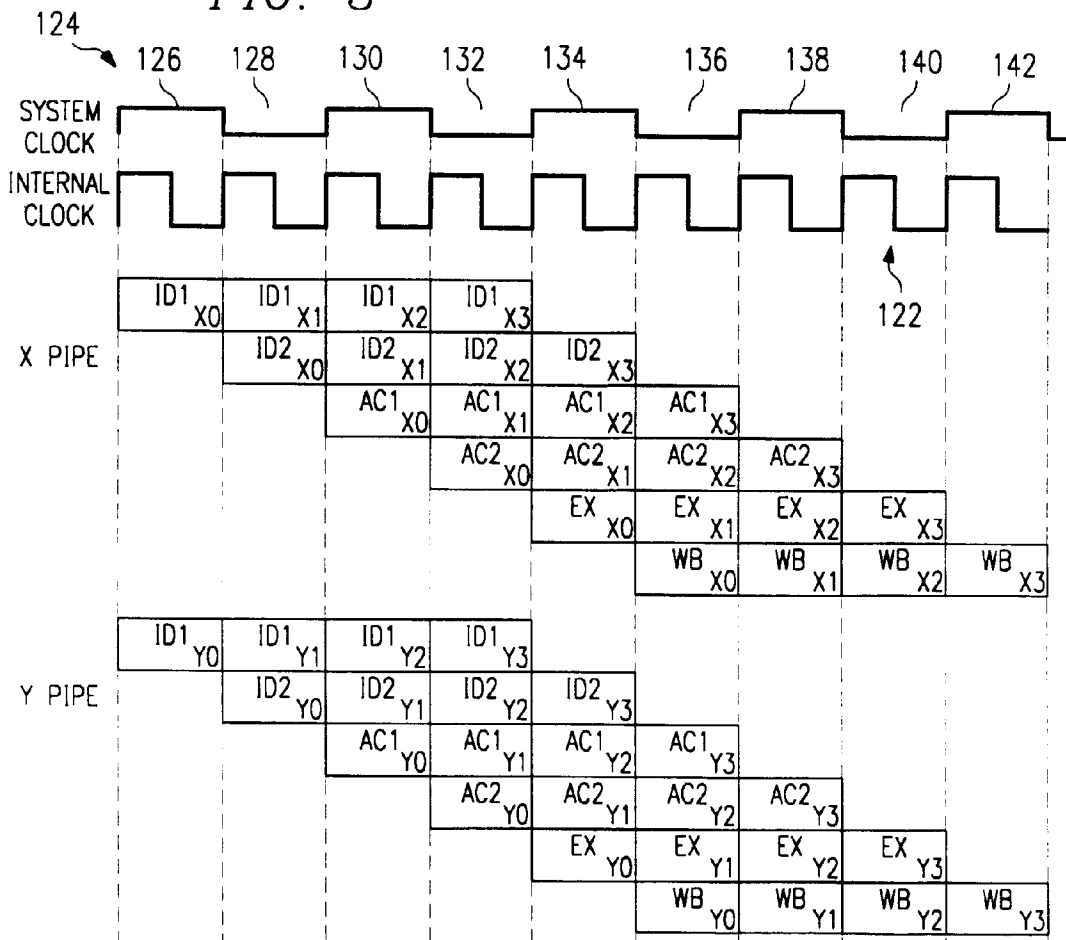 FIG. 3
124
126 128 130 132 134 136 138 140 142
SYSTEM
CLOCK
INTERNAL
CLOCK
122
ID1 X0 ID1 X1 ID1 X2 ID1 X3
X PIPE
ID2 X0 ID2 X1 ID2 X2 ID2 X3
AC1 X0 AC1 X1 AC1 X2 AC1 X3
AC2 X0 AC2 X1 AC2 X2 AC2 X3
EX X0 EX X1 EX X2 EX X3
WB X0 WB X1 WB X2 WB X3
ID1 Y0 ID1 Y1 ID1 Y2 ID1 Y3
Y PIPE
ID2 Y0 ID2 Y1 ID2 Y2 ID2 Y3
AC1 Y0 AC1 Y1 AC1 Y2 AC1 Y3
AC2 Y0 AC2 Y1 AC2 Y2 AC2 Y3
EX Y0 EX Y1 EX Y2 EX Y3
WB Y0 WB Y1 WB Y2 WB Y3